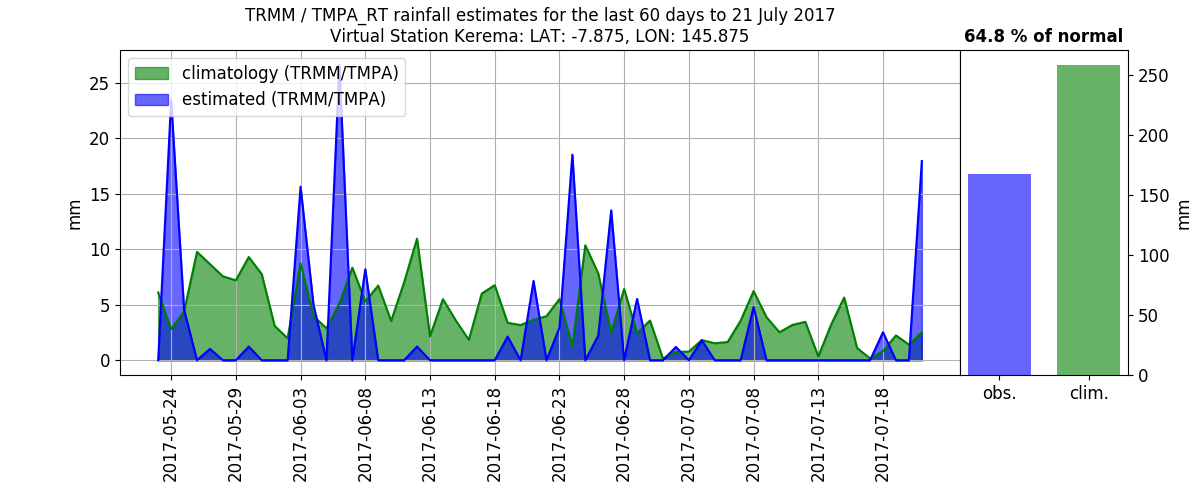 TRMM / TMPA_RT rainfall estimates for the last 60 days to 21 July 2017
Virtual Station Kerema: LAT: -7.875, LON: 145.875
64.8 % of normal
climatology (TRMM/TMPA)
estimated (TRMM/TMPA)
mm
25
20
15
10
5
0
2017-05-24
2017-05-29
2017-06-03
2017-06-08
2017-06-13
2017-06-18
2017-06-23
2017-06-28
2017-07-03
2017-07-08
2017-07-13
2017-07-18
250
200
150
100
50
0
mm
obs.
clim.